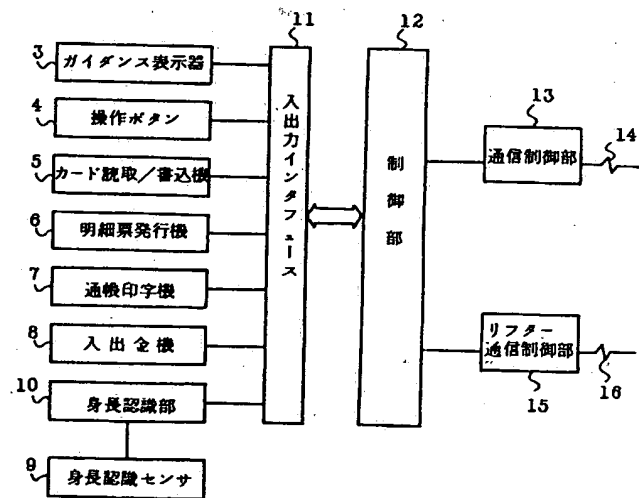 11
12
3
ガイダンス表示器
4
操作ボタン
5
カード読取/書込機
6
明細票発行機
7
通帳印字機
8
入出金機
10
身長認識部
9
身長認識センサ
入出力インタフェース
制御部
13
通信制御部
14
リフター
通信制御部
15
16